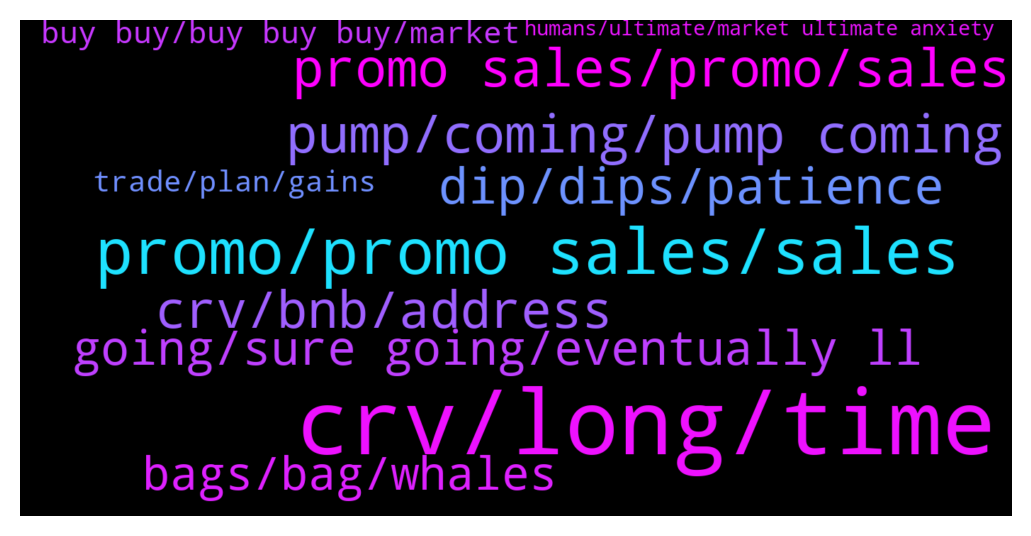 buy buy/buy buy buy/market
humans/ultimate/market ultimate anxiety
promo sales/promo/sales
pump/coming/pump coming
trade/plan/gains
dip/dips/patience
promo/promo sales/sales
crv/bnb/address
going/sure going/eventually ll
crv/long/time
bags/bag/whales